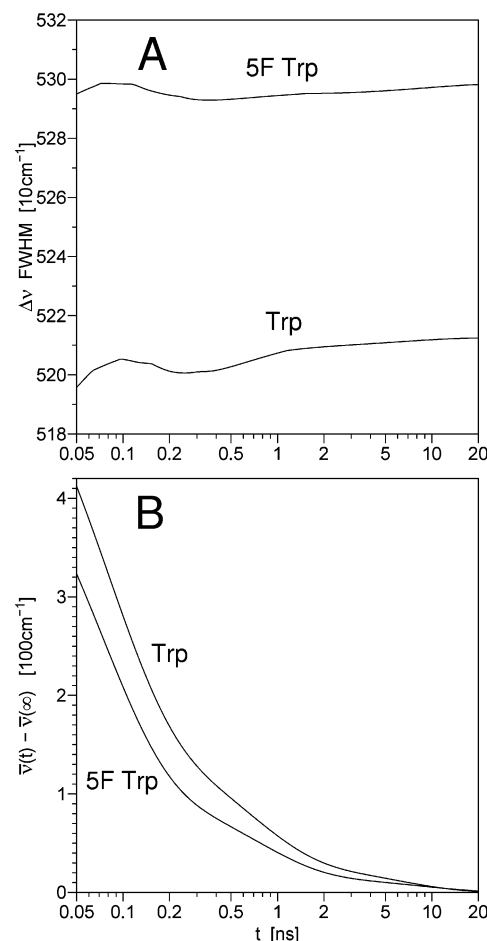 A
5F Trp
Trp
Δν FWHM [10cm⁻¹]
532
530
528
526
524
522
520
518
0.05 0.1 0.2 0.5 1 2 5 10 20
B
Trp
5F Trp
ν̅(t) − ν̅(∞) [100cm⁻¹]
4
3
2
1
0
0.05 0.1 0.2 0.5 1 2 5 10 20
t [ns]